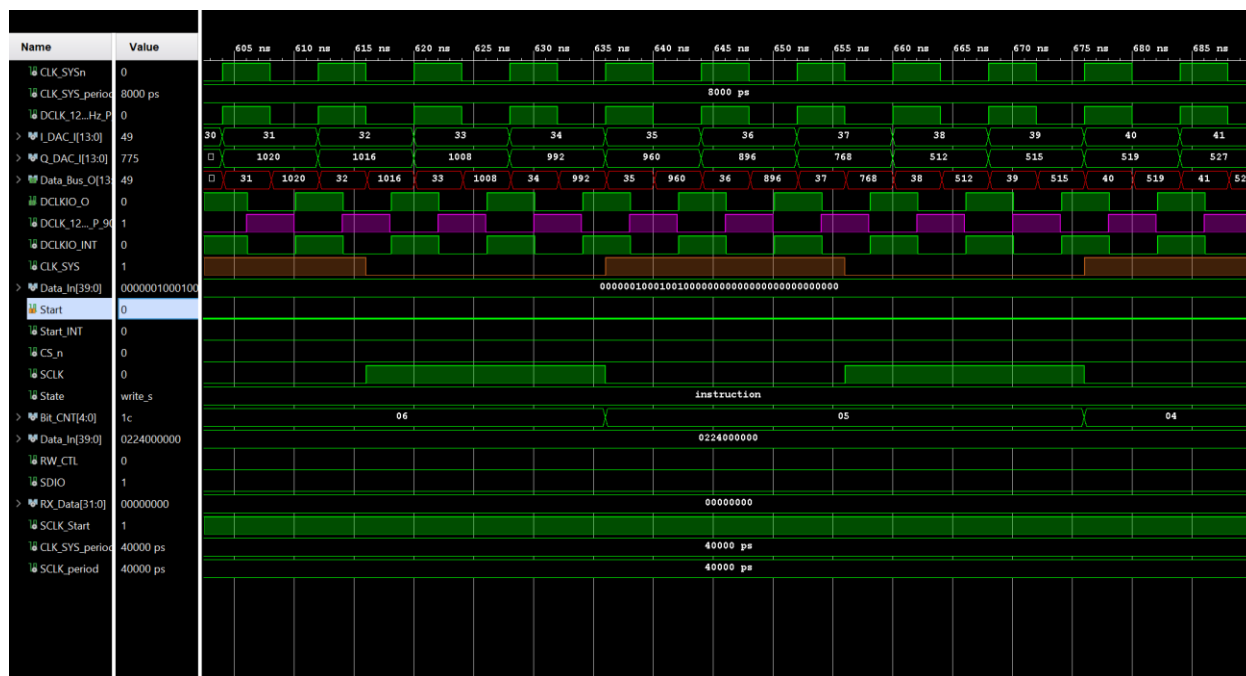 Name Value 605 ns 610 ns 615 ns 620 ns 625 ns 630 ns 635 ns 640 ns 645 ns 650 ns 655 ns 660 ns 665 ns 670 ns 675 ns 680 ns 685 ns
CLK_SYSn 0
CLK_SYS_perioc 8000 ps 8000 ps
DCLK_12...Hz_P 0
I_DAC_I[13:0] 49 30 31 32 33 34 35 36 37 38 39 40 41
Q_DAC_I[13:0] 775 1020 1016 1008 992 960 896 768 512 515 519 527
Data_Bus_O[13: 49 31 1020 32 1016 33 1008 34 992 35 960 36 896 37 768 38 512 39 515 40 519 41 52
DCLKIO_O 0
DCLK_12..._P_90 1
DCLKIO_INT 0
CLK_SYS 1
Data_In[39:0] 0000001000100 0000001000100100000000000000000000000000
Start 0
Start_INT 0
CS_n 0
SCLK 0
State write_s instruction
Bit_CNT[4:0] 1c 06 05 04
Data_In[39:0] 0224000000 0224000000
RW_CTL 0
SDIO 1
RX_Data[31:0] 00000000 00000000
SCLK_Start 1
CLK_SYS_perioc 40000 ps 40000 ps
SCLK_period 40000 ps 40000 ps